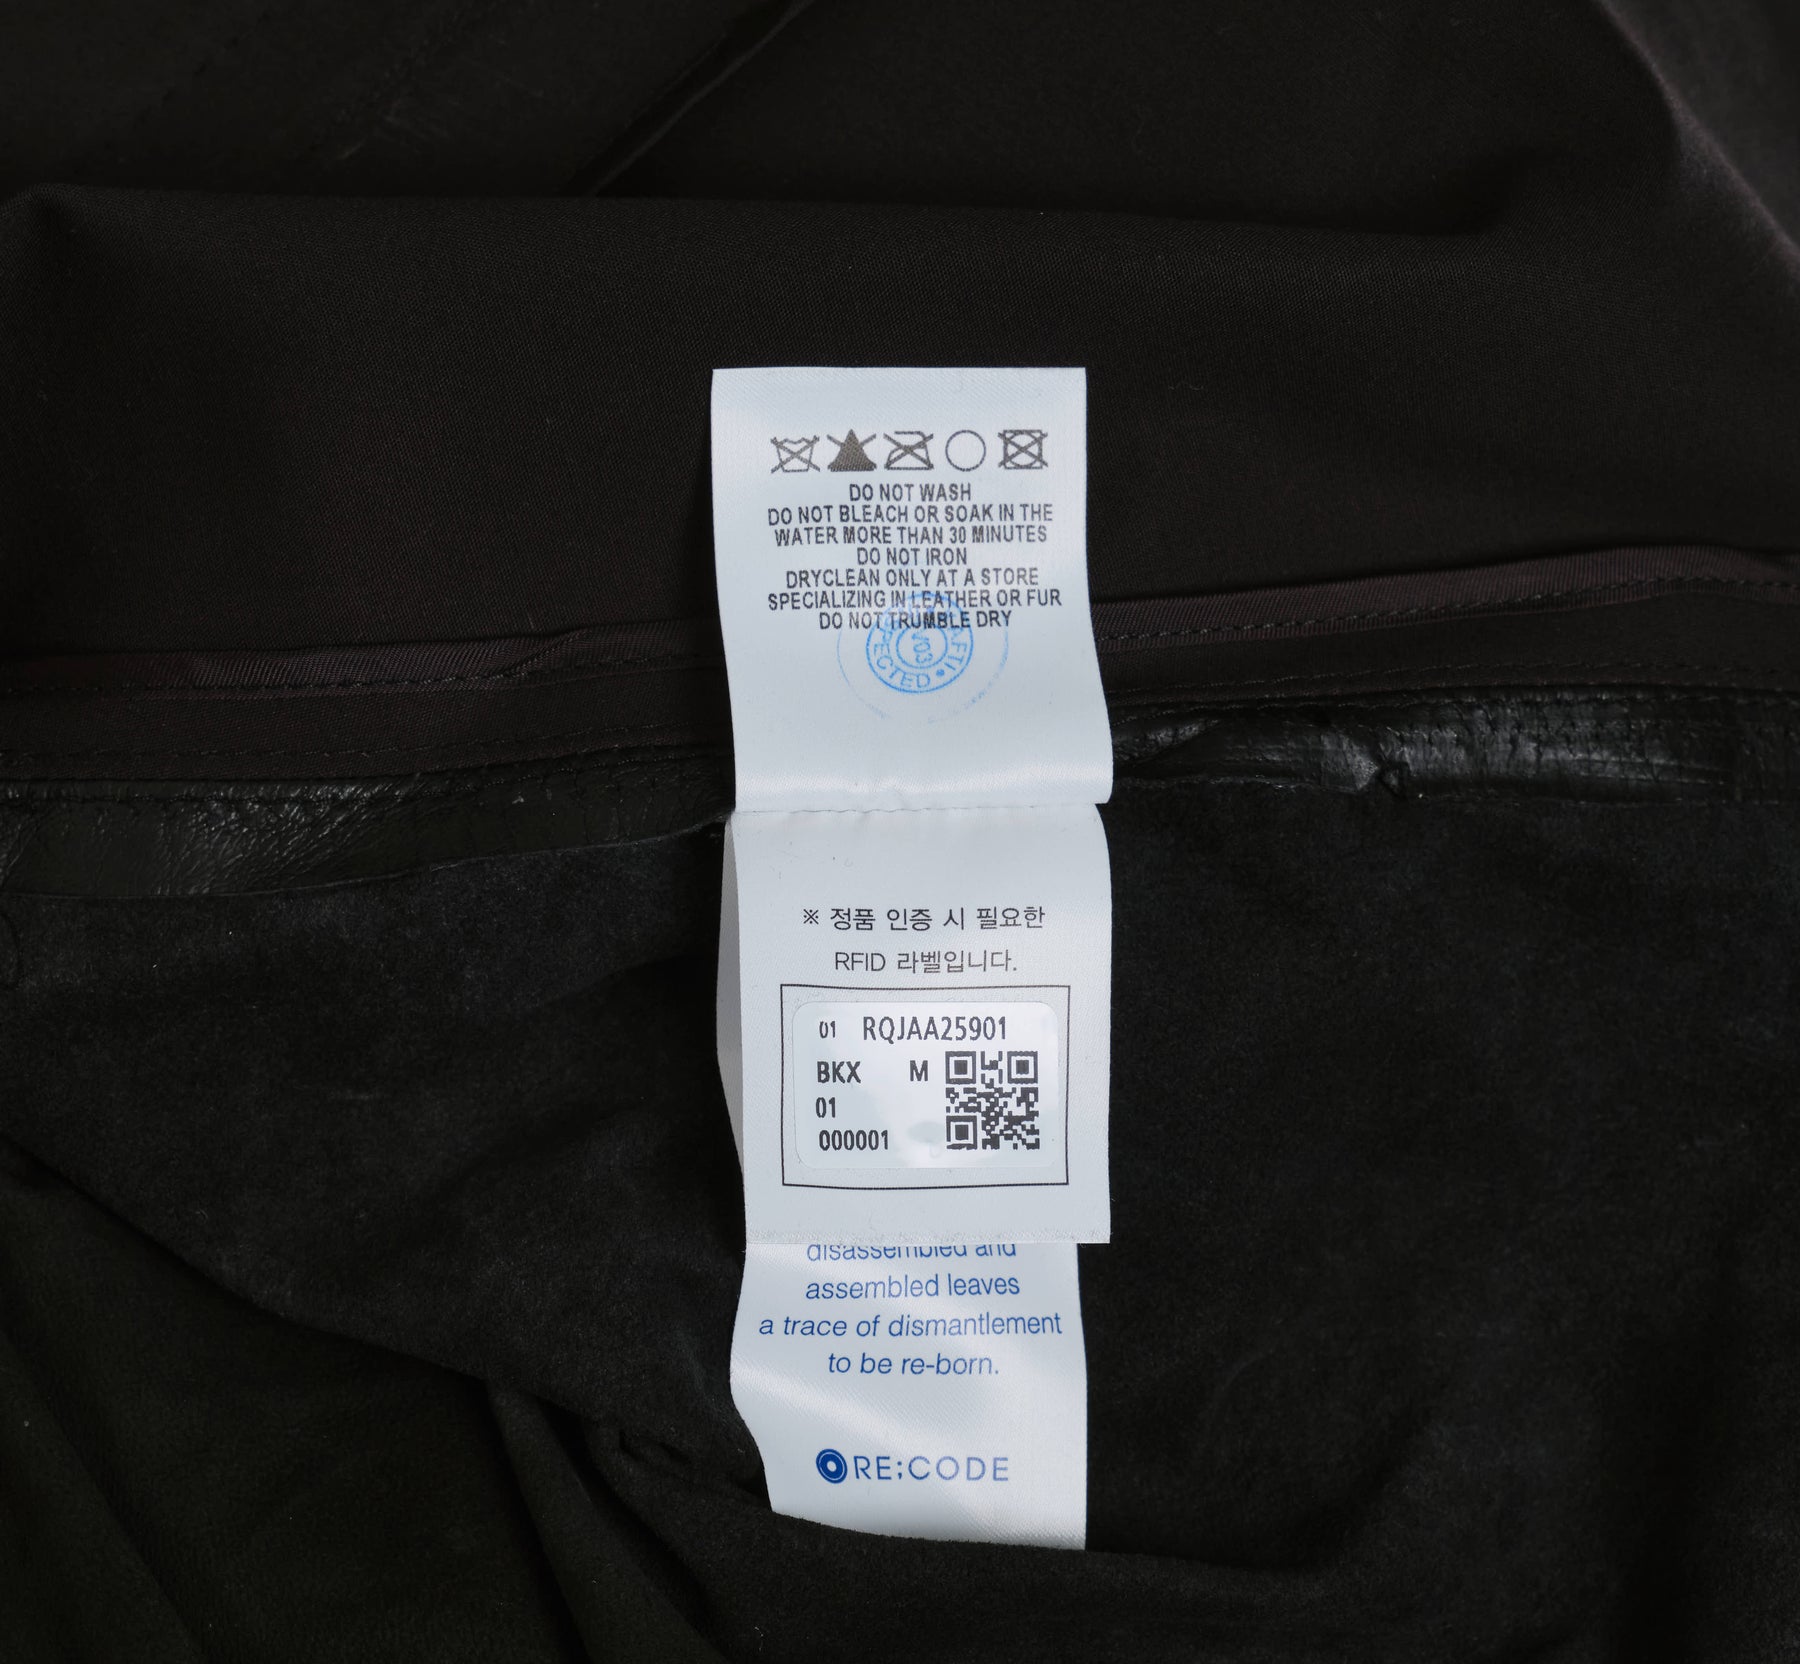 DO NOT WASH
DO NOT BLEACH OR SOAK IN THE
WATER MORE THAN 30 MINUTES
DO NOT IRON
DRYCLEAN ONLY AT A STORE
SPECIALIZING IN LEATHER OR FUR
DO NOT TRUMBLE DRY
V03
※ 정품 인증 시 필요한
RFID 라벨입니다.
01 RQJAA25901
BKX M
01
000001
disassembled and
assembled leaves
a trace of dismantlement
to be re-born.
RE;CODE